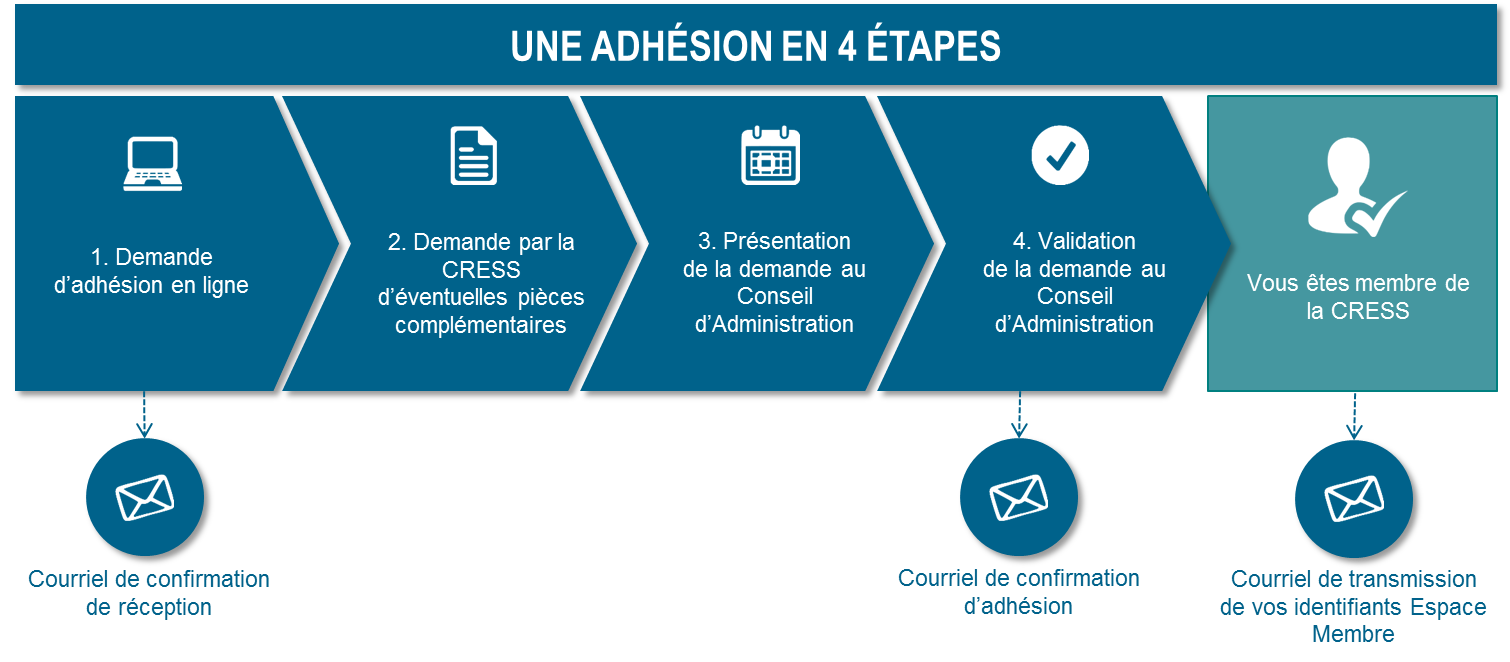 UNE ADHÉSION EN 4 ÉTAPES
1. Demande
d’adhésion en ligne
2. Demande par la
CRESS
d’éventuelles pièces
complémentaires
3. Présentation
de la demande au
Conseil
d’Administration
4. Validation
de la demande au
Conseil
d’Administration
Vous êtes membre de
la CRESS
Courriel de confirmation
de réception
Courriel de confirmation
d’adhésion
Courriel de transmission
de vos identifiants Espace
Membre